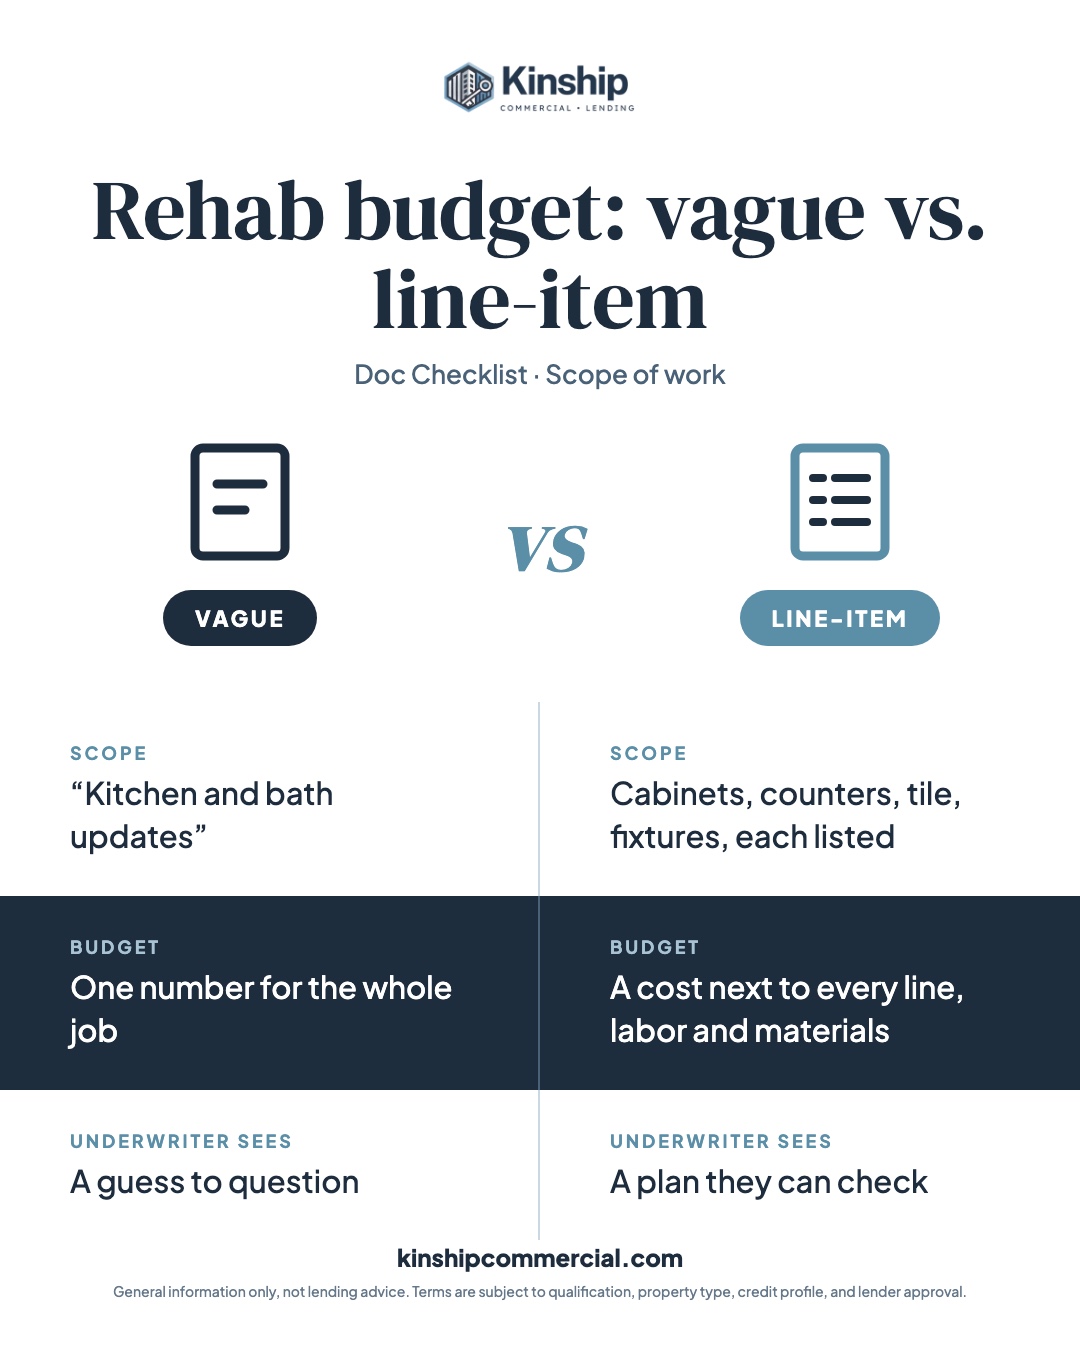 Kinship
COMMERCIAL • LENDING
Rehab budget: vague vs.
line-item
Doc Checklist · Scope of work
vs
VAGUE
LINE-ITEM
SCOPE
“Kitchen and bath
updates”
SCOPE
Cabinets, counters, tile,
fixtures, each listed
BUDGET
One number for the whole
job
BUDGET
A cost next to every line,
labor and materials
UNDERWRITER SEES
A guess to question
UNDERWRITER SEES
A plan they can check
kinshipcommercial.com
General information only, not lending advice. Terms are subject to qualification, property type, credit profile, and lender approval.